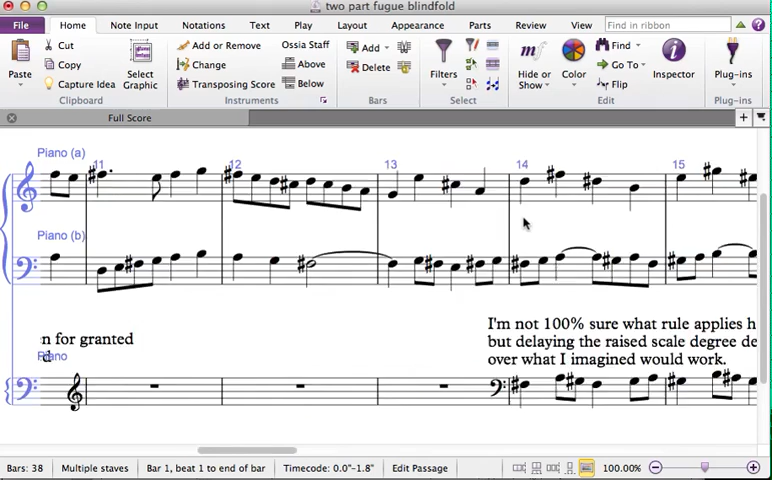 two part fugue blindfold
File Home Note Input Notations Text Play Layout Appearance Parts Review View Find in ribbon
Cut Add or Remove Ossia Staff Add Find
Copy Change Above Delete Go To
Paste Capture Idea Select Graphic Transposing Score Below Filters Hide or Show Color Flip Inspector Plug-ins
Clipboard Instruments Bars Select Edit Plug-ins
Full Score
Piano (a)
11 12 13 14 15
Piano (b)
n for granted
d
Piano
I'm not 100% sure what rule applies h
but delaying the raised scale degree de
over what I imagined would work.
Bars: 38 Multiple staves Bar 1, beat 1 to end of bar Timecode: 0.0"-1.8" Edit Passage 100.00%